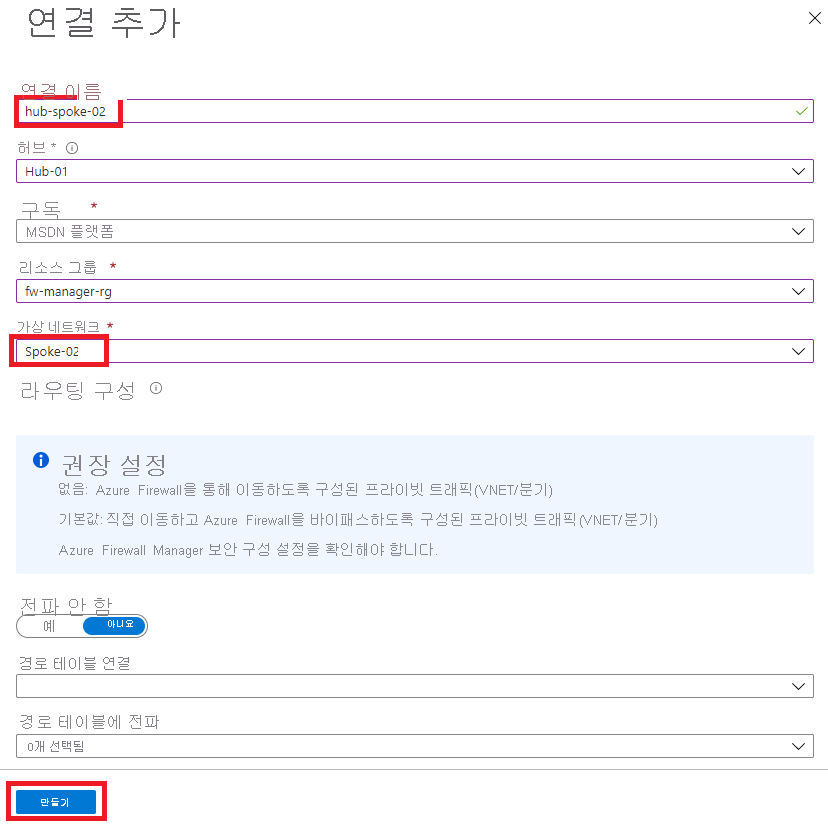 연결 추가
연결 이름
hub-spoke-02
허브 *
Hub-01
구독 *
MSDN 플랫폼
리소스 그룹 *
fw-manager-rg
가상 네트워크 *
Spoke-02
라우팅 구성
권장 설정
없음: Azure Firewall을 통해 이동하도록 구성된 프라이빗 트래픽(VNET/분기)
기본값: 직접 이동하고 Azure Firewall을 바이패스하도록 구성된 프라이빗 트래픽(VNET/분기)
Azure Firewall Manager 보안 구성 설정을 확인해야 합니다.
전파 안 함
예 아니요
경로 테이블 연결
경로 테이블에 전파
0개 선택됨
만들기